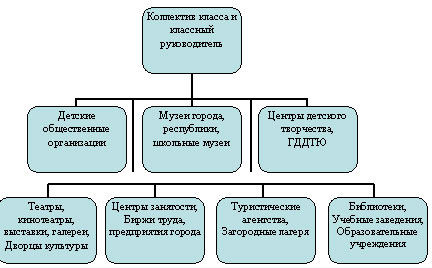 Коллектив класса и
классный
руководитель
Детские
общественные
организации
Музеи города,
республики,
школьные музеи
Центры детского
творчества,
ГДДТЮ
Театры,
кинотеатры,
выставки, галереи,
Дворцы культуры
Центры занятости,
Биржи труда,
предприятия города
Туристические
агентства,
Загородные лагеря
Библиотеки,
Учебные заведения,
Образовательные
учреждения